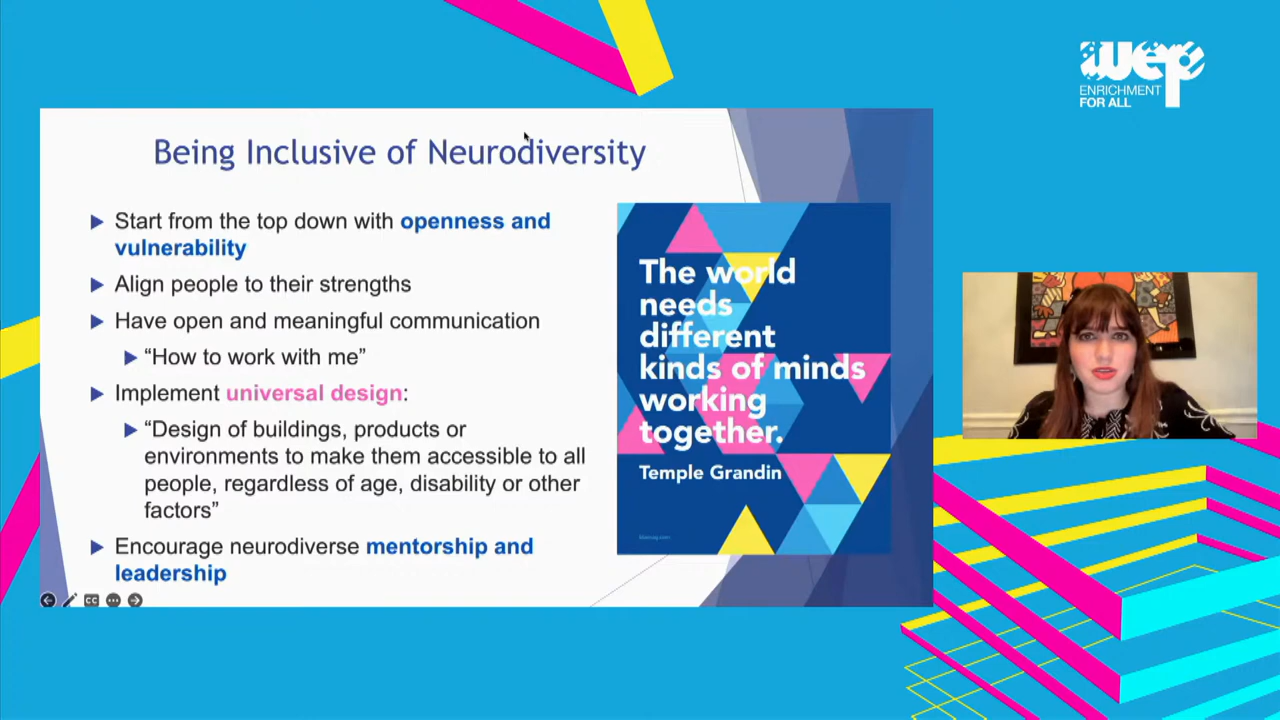 wep
ENRICHMENT
FOR ALL
Being Inclusive of Neurodiversity
Start from the top down with openness and
vulnerability
Align people to their strengths
Have open and meaningful communication
“How to work with me”
Implement universal design:
“Design of buildings, products or
environments to make them accessible to all
people, regardless of age, disability or other
factors”
Encourage neurodiverse mentorship and
leadership
The world
needs
different
kinds of minds
working
together.
Temple Grandin
CC